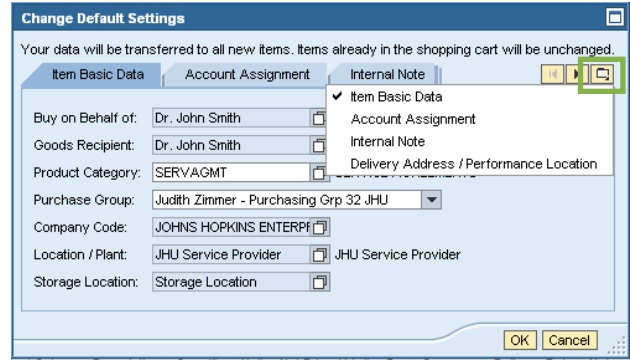 Change Default Settings
Your data will be transferred to all new items. Items already in the shopping cart will be unchanged.
Item Basic Data Account Assignment Internal Note
✔ Item Basic Data
Account Assignment
Internal Note
Delivery Address / Performance Location
Buy on Behalf of: Dr. John Smith
Goods Recipient: Dr. John Smith
Product Category: SERVAGMT
Purchase Group: Judith Zimmer - Purchasing Grp 32 JHU
Company Code: JOHNS HOPKINS ENTERPR
Location / Plant: JHU Service Provider JHU Service Provider
Storage Location: Storage Location
OK Cancel